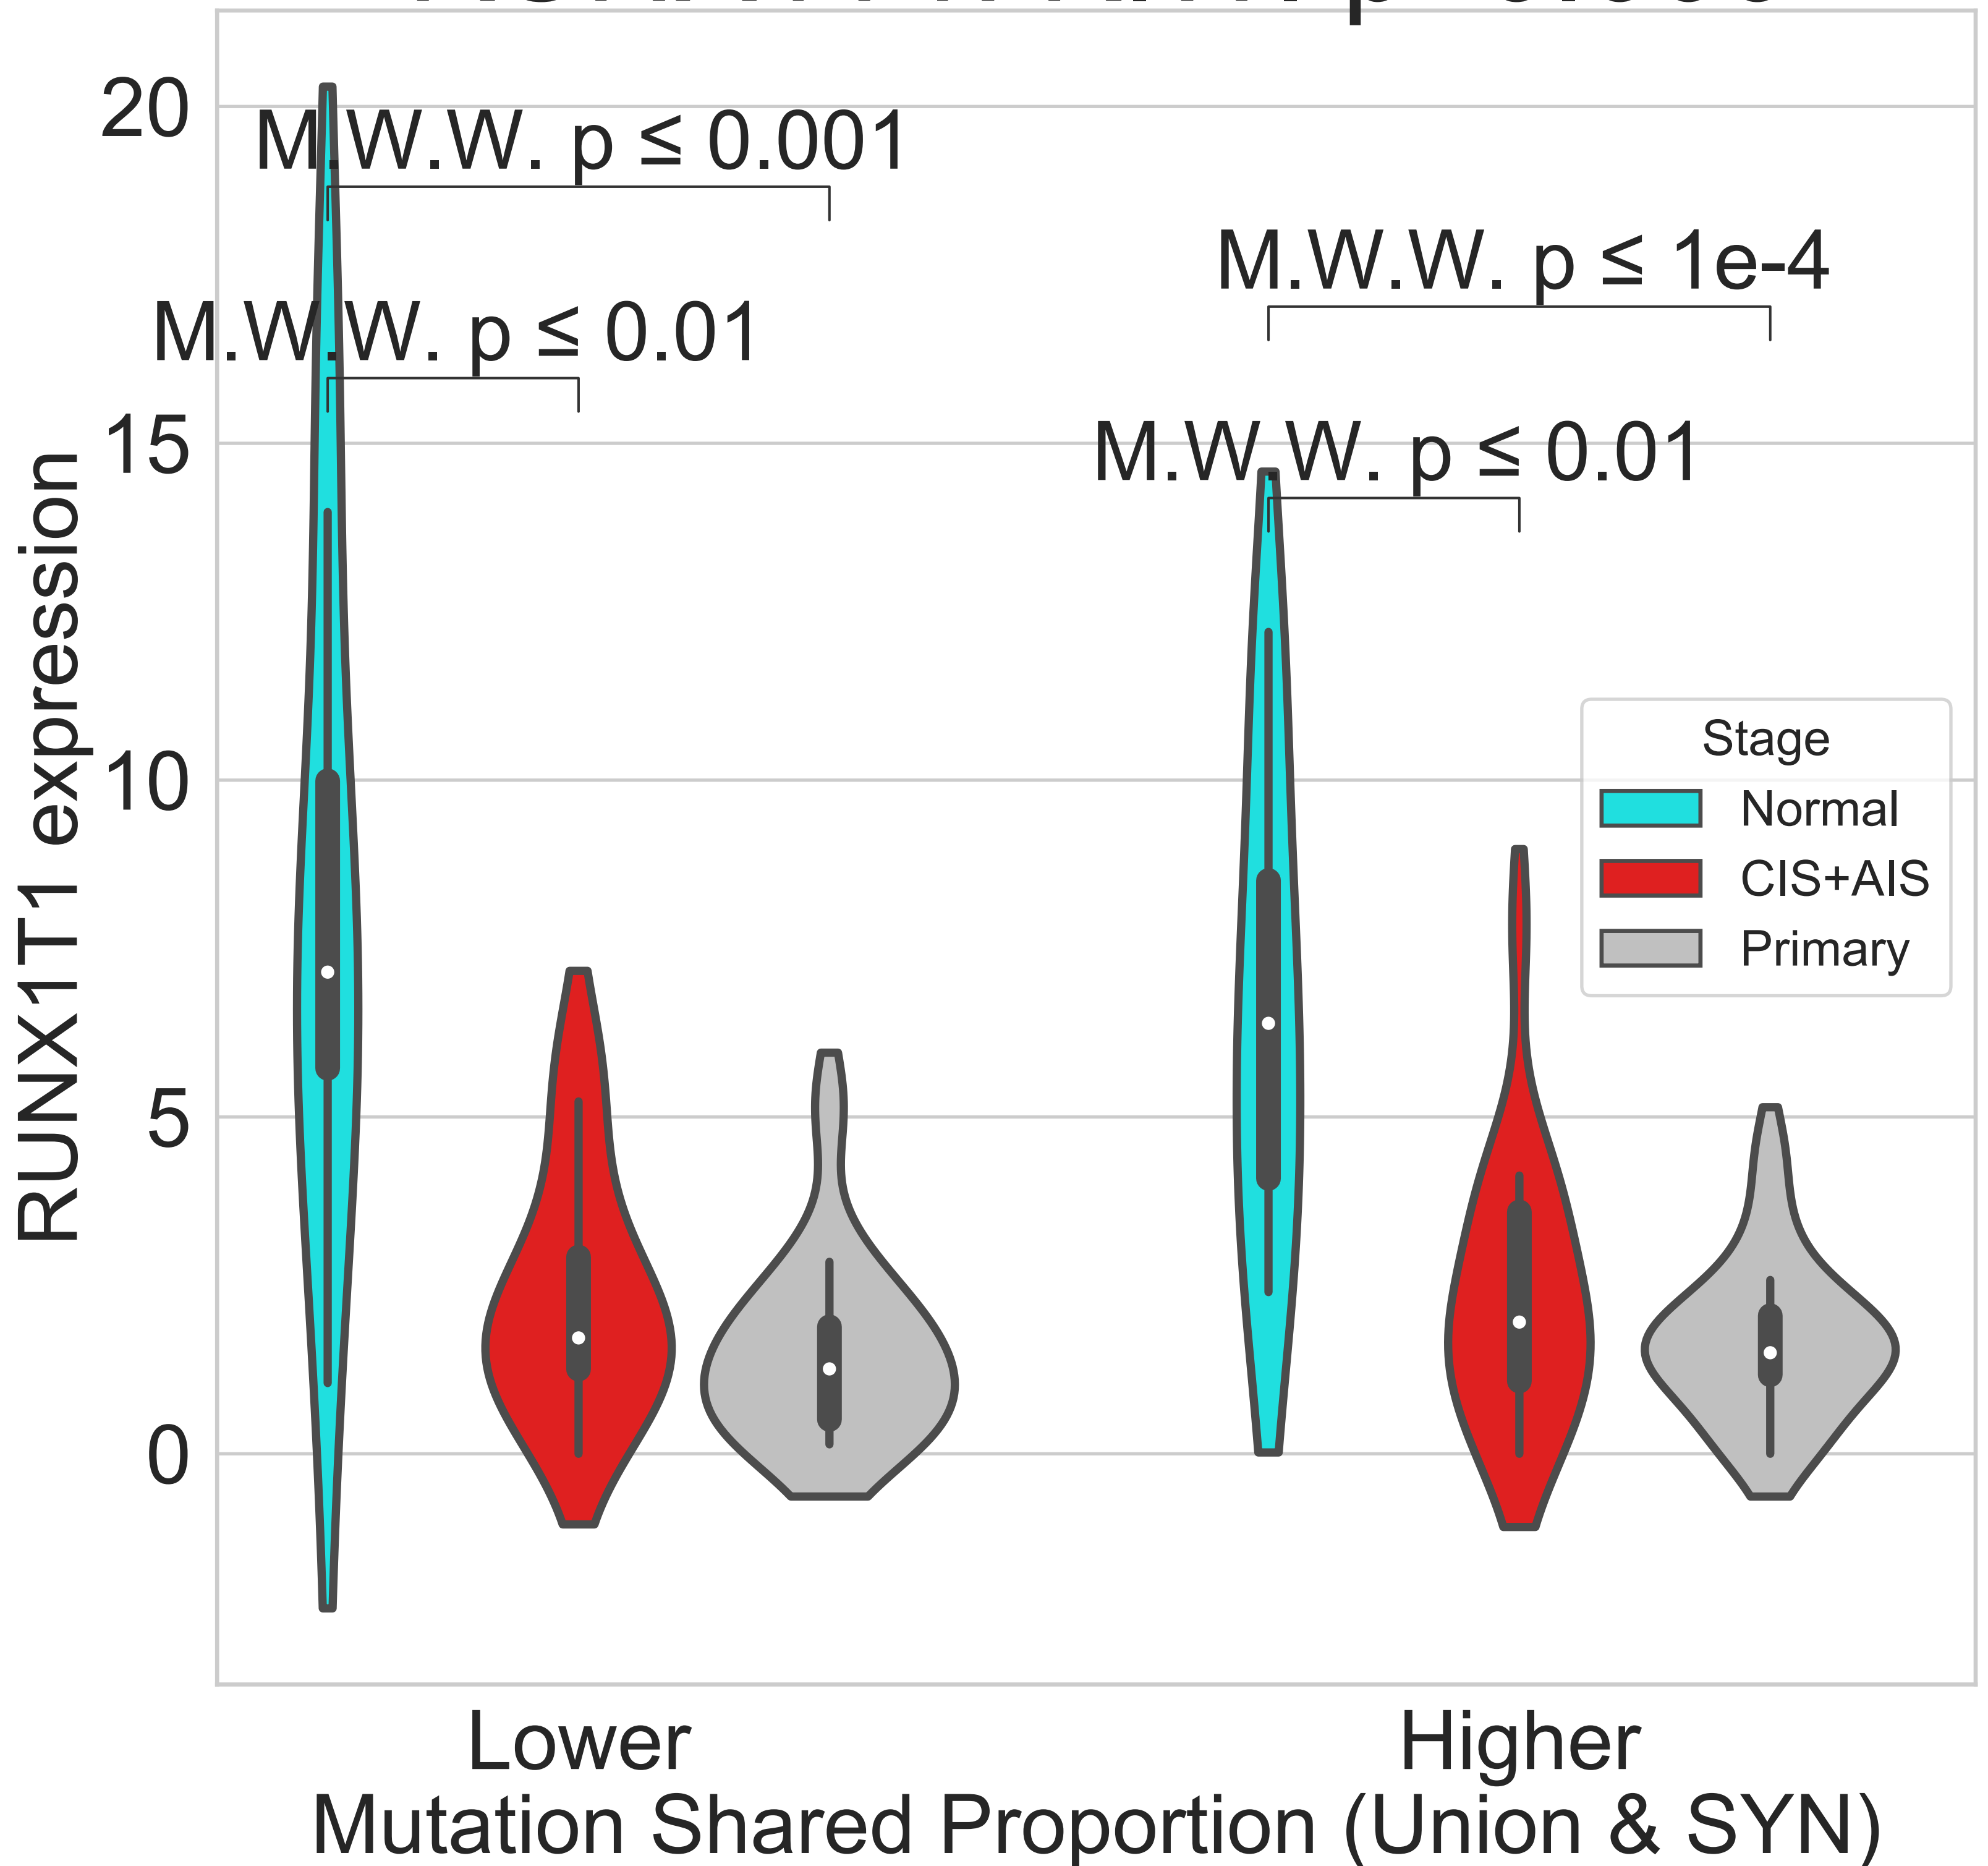 20
M.W.W. p ≤ 0.001
M.W.W. p ≤ 1e-4
M.W.W. p ≤ 0.01
15
M.W.W. p ≤ 0.01
RUNX1T1 expression
Stage
Normal
CIS+AIS
Primary
10
5
0
Lower
Higher
Mutation Shared Proportion (Union & SYN)